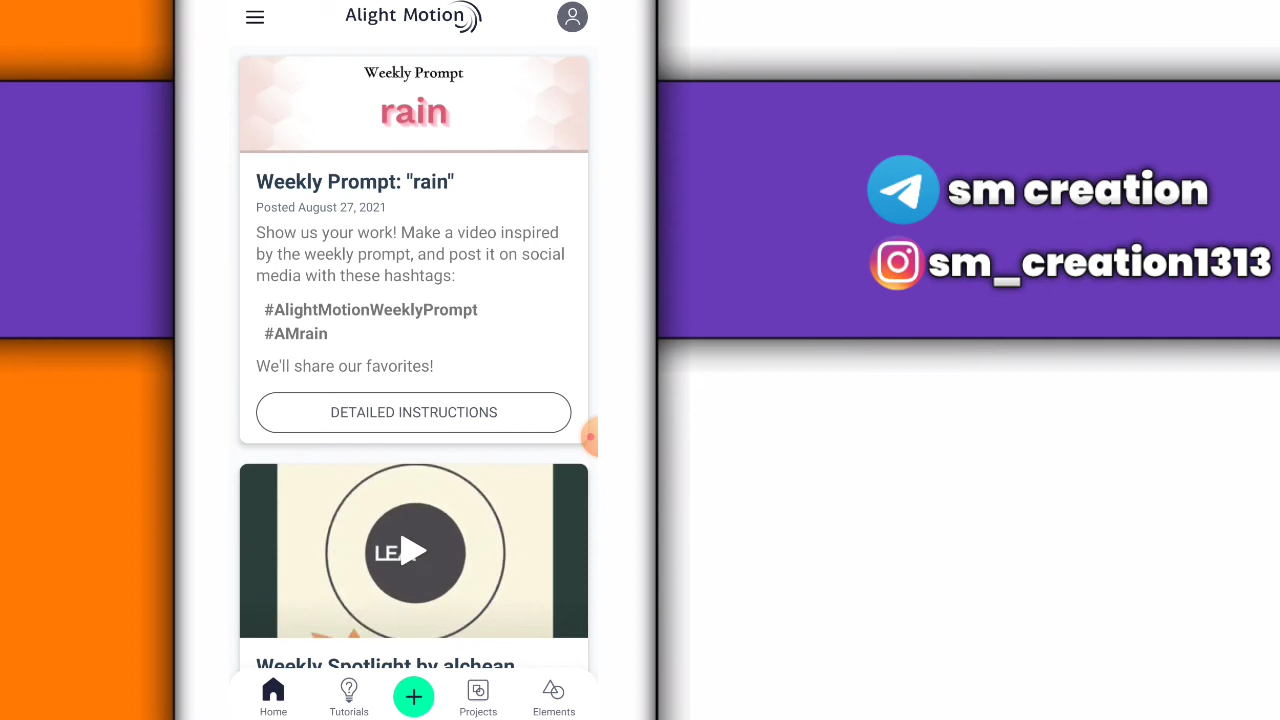 Alight Motion
Weekly Prompt
rain
Weekly Prompt: "rain"
Posted August 27, 2021
Show us your work! Make a video inspired
by the weekly prompt, and post it on social
media with these hashtags:
#AlightMotionWeeklyPrompt
#AMrain
We'll share our favorites!
DETAILED INSTRUCTIONS
LEA
Weekly Spotlight by alchean
Home
Tutorials
Projects
Elements
sm creation
sm_creation1313